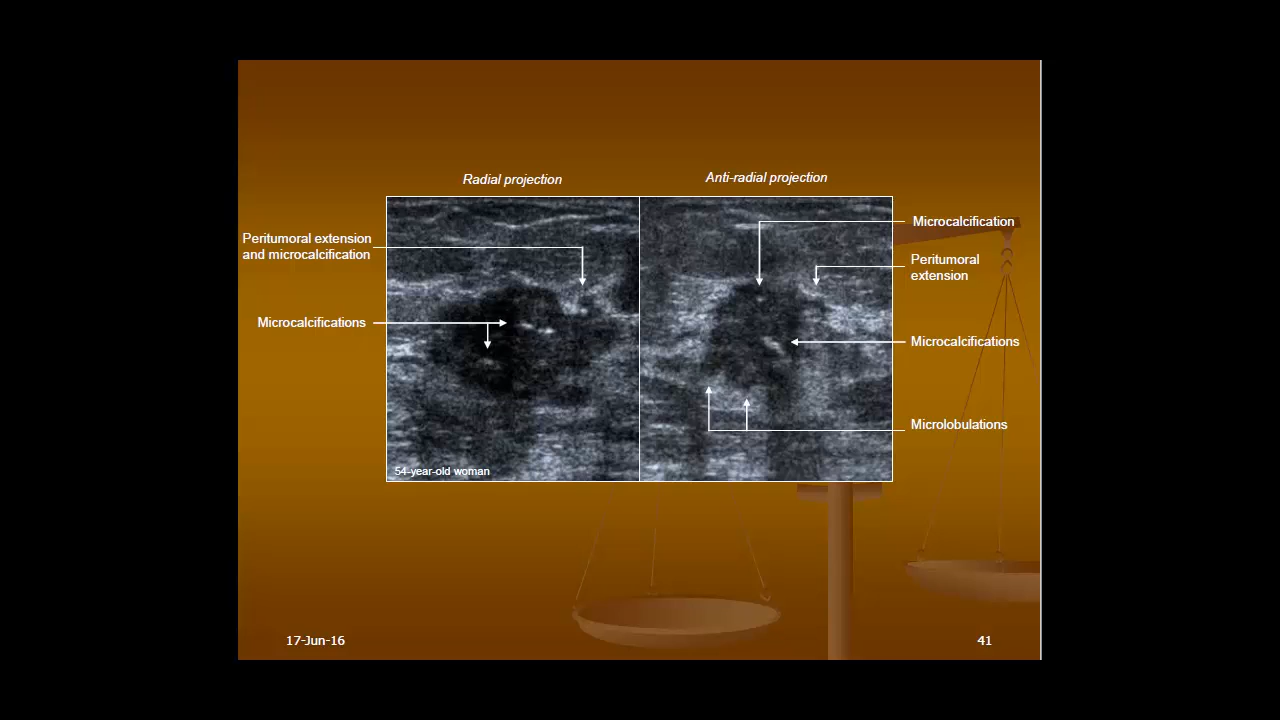 Radial projection
Anti-radial projection
Peritumoral extension
and microcalcification
Microcalcifications
Microcalcification
Peritumoral
extension
Microcalcifications
Microlobulations
54-year-old woman
17-Jun-16
41